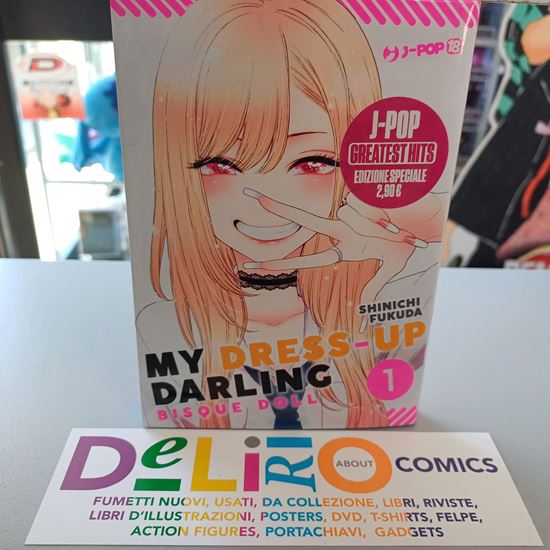 J-POP 18
J-POP
GREATEST HITS
EDIZIONE SPECIALE
2,90 €
SHINICHI
FUKUDA
MY DRESS-UP
DARLING
1
BISQUE DOLL
DeLiRiO ABOUT COMICS
FUMETTI NUOVI, USATI, DA COLLEZIONE, LIBRI, RIVISTE,
LIBRI D'ILLUSTRAZIONI, POSTERS, DVD, T-SHIRTS, FELPE,
ACTION FIGURES, PORTACHIAVI, GADGETS